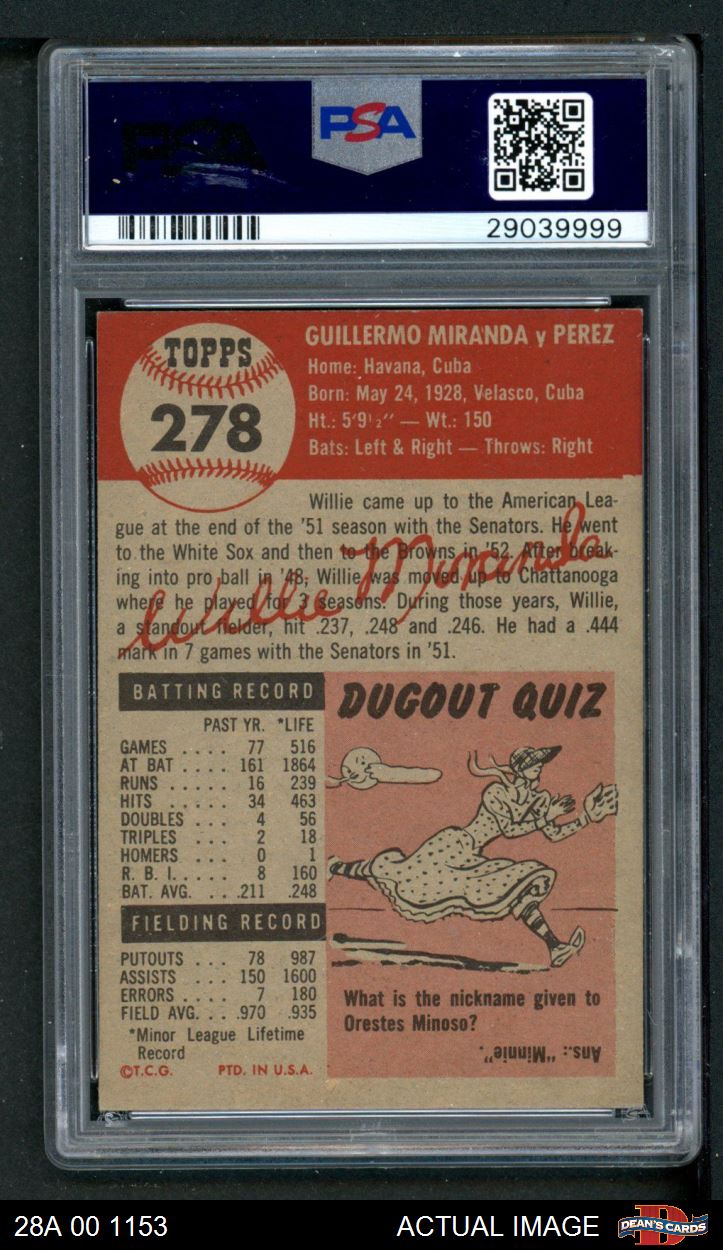 PSA
PSA
29039999
TOPPS
278
GUILLERMO MIRANDA y PEREZ
Home: Havana, Cuba
Born: May 24, 1928, Velasco, Cuba
Ht.: 5'9½" — Wt.: 150
Bats: Left & Right — Throws: Right
Willie came up to the American Lea-
gue at the end of the '51 season with the Senators. He went
to the White Sox and then to the Browns in '52. After break-
ing into pro ball in '48, Willie was moved up to Chattanooga
where he played for 3 seasons. During those years, Willie,
a standout fielder, hit .237, .248 and .246. He had a .444
mark in 7 games with the Senators in '51.
Willie Miranda
BATTING RECORD
PAST YR. *LIFE
GAMES .... 77 516
AT BAT .... 161 1864
RUNS .... 16 239
HITS ..... 34 463
DOUBLES ... 4 56
TRIPLES ... 2 18
HOMERS ... 0 1
R. B. I. .... 8 160
BAT. AVG. ... .211 .248
FIELDING RECORD
PUTOUTS ... 78 987
ASSISTS ... 150 1600
ERRORS .... 7 180
FIELD AVG. ... .970 .935
*Minor League Lifetime
Record
©T.C.G. PTD. IN U.S.A.
DUGOUT QUIZ
What is the nickname given to
Orestes Minoso?
Ans.: "Minnie".
28A 00 1153 ACTUAL IMAGE DEAN'S CARDS